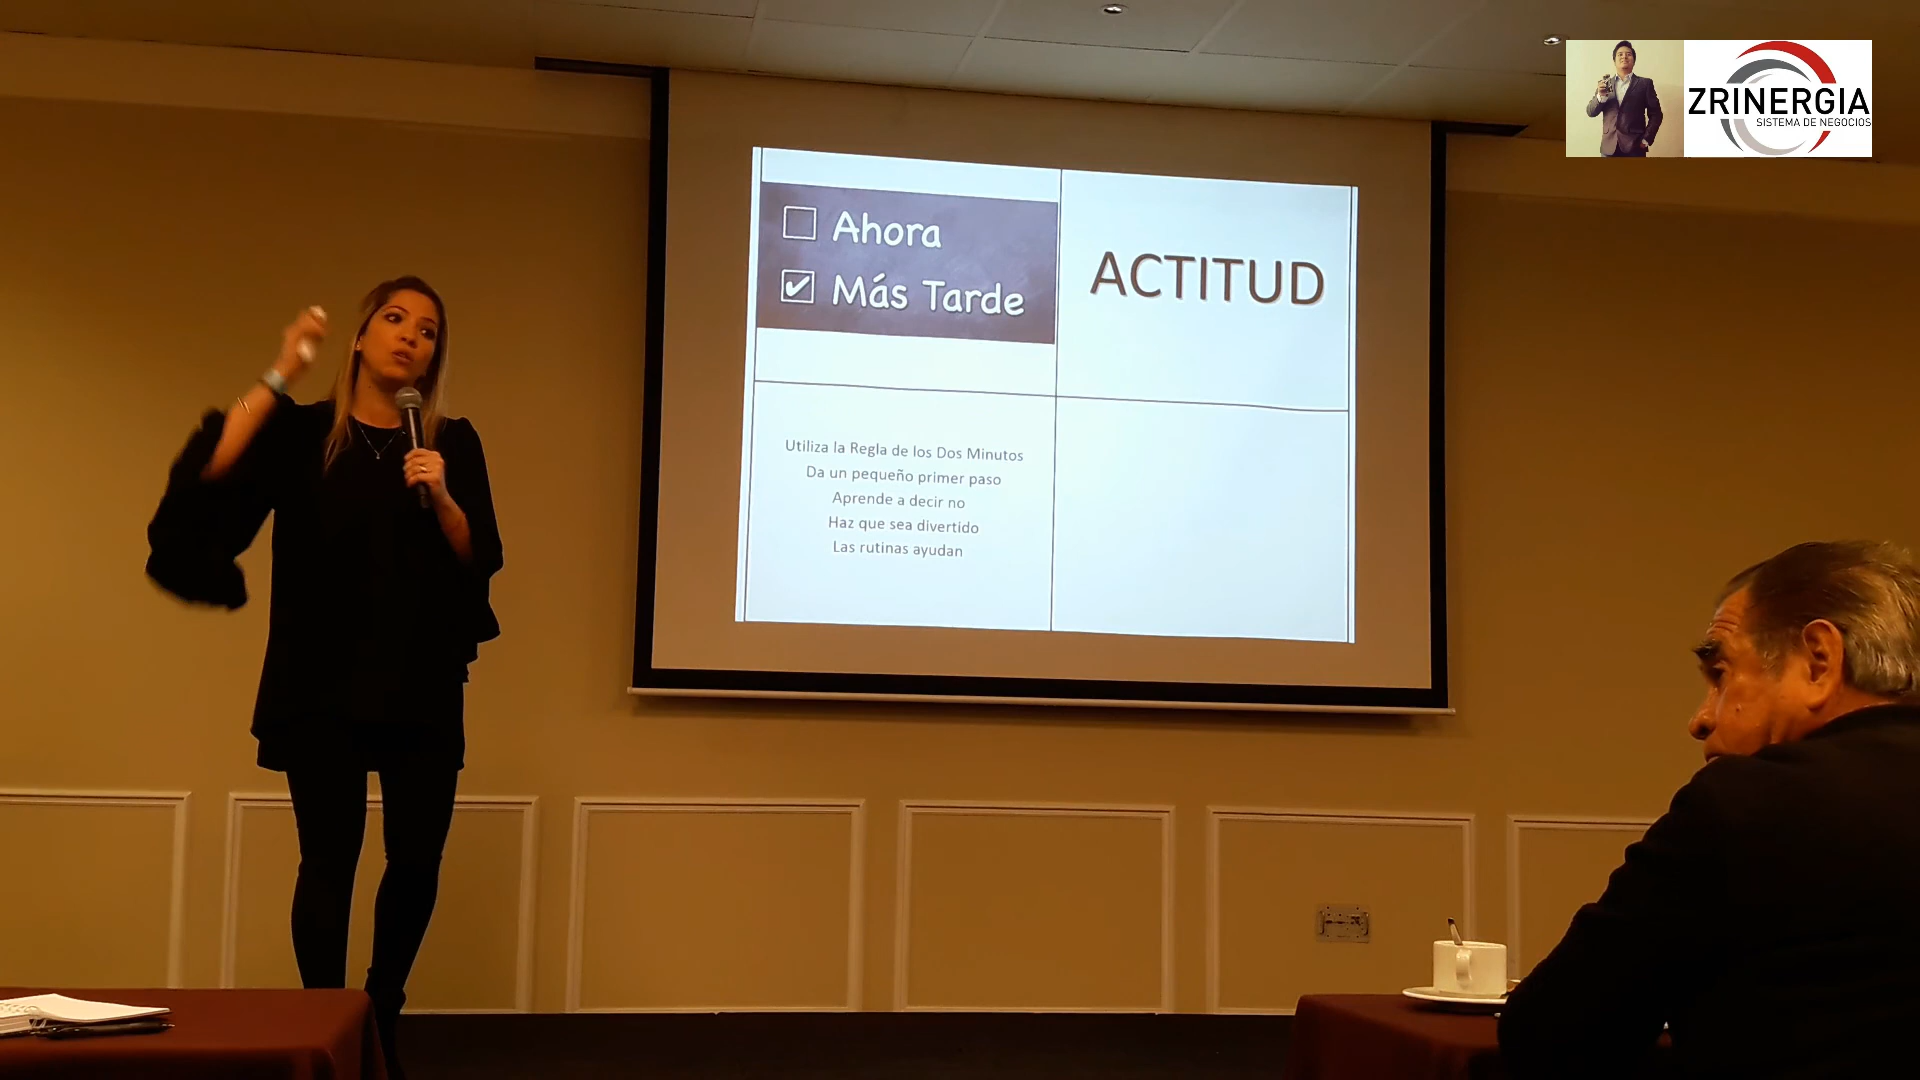 ZRINERGIA
SISTEMA DE NEGOCIOS
Ahora
Más Tarde
ACTITUD
Utiliza la Regla de los Dos Minutos
Da un pequeño primer paso
Aprende a decir no
Haz que sea divertido
Las rutinas ayudan